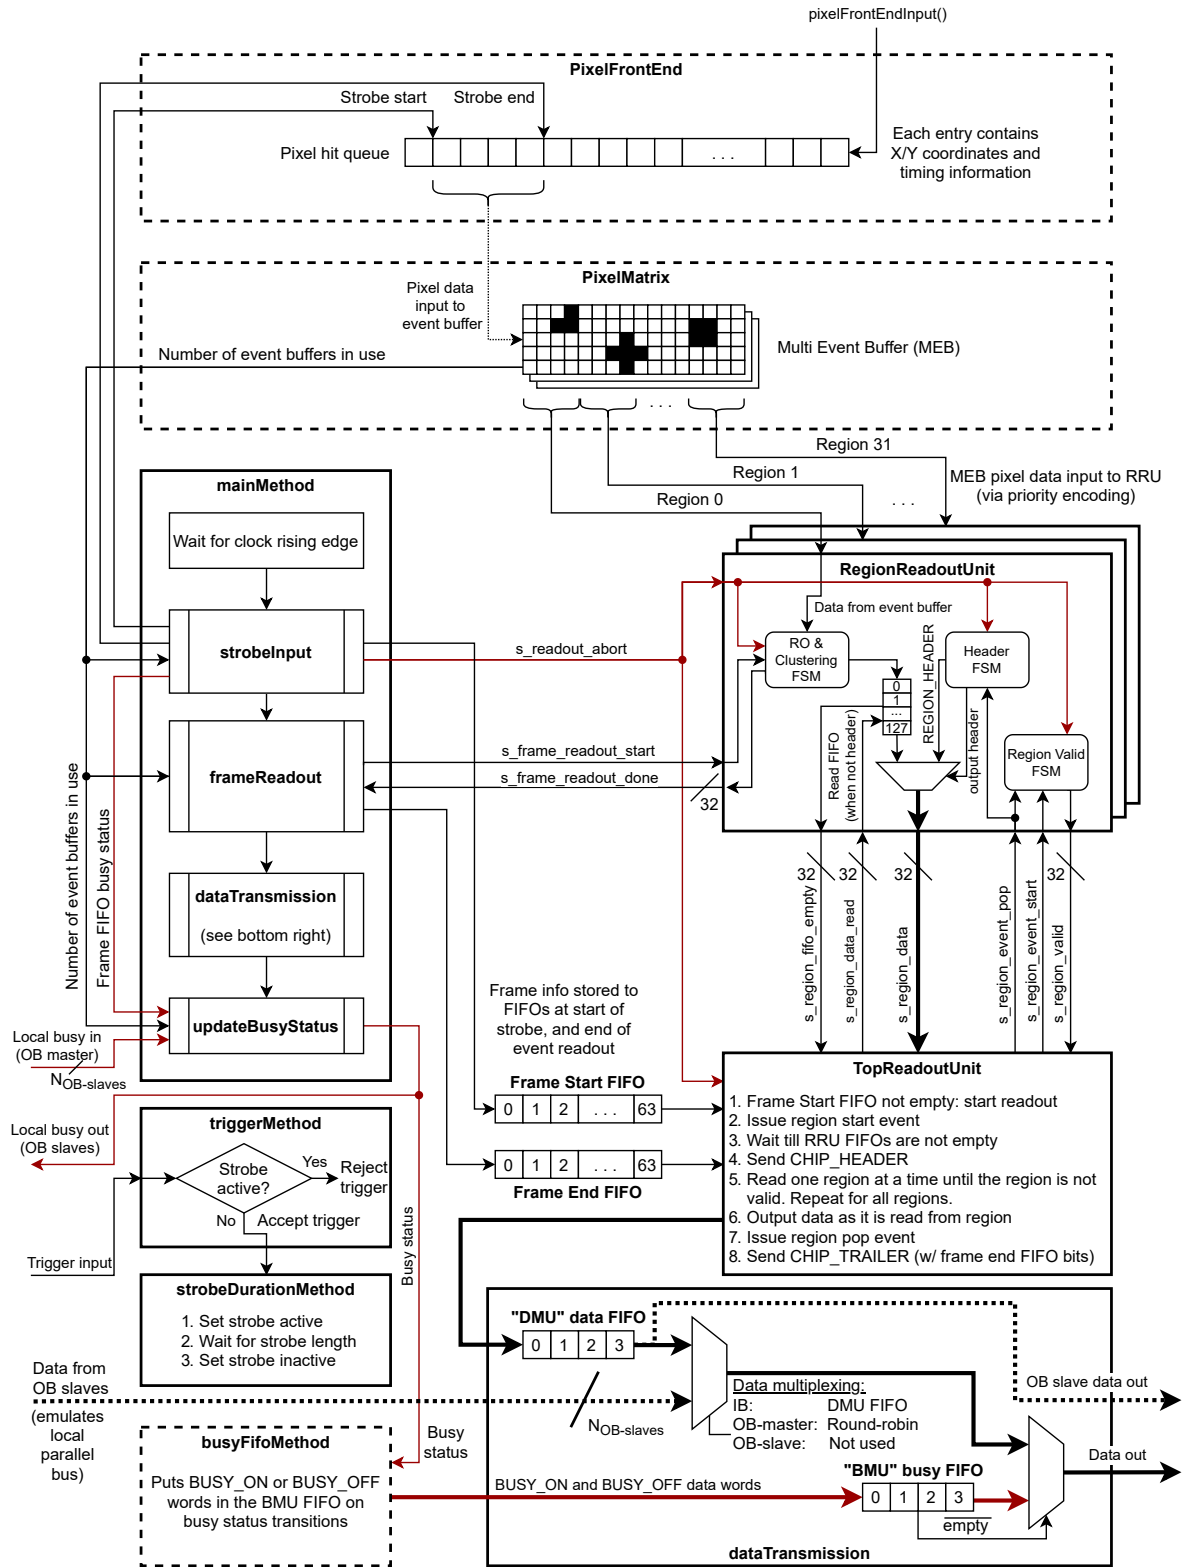 pixelFrontEndInput()
PixelFrontEnd
Strobe start
Strobe end
Pixel hit queue
. . .
Each entry contains
X/Y coordinates and
timing information
PixelMatrix
Pixel data
input to
event buffer
Number of event buffers in use
Multi Event Buffer (MEB)
. . .
Region 31
Region 1
Region 0
MEB pixel data input to RRU
(via priority encoding)
. . .
mainMethod
Wait for clock rising edge
strobeInput
frameReadout
dataTransmission
(see bottom right)
updateBusyStatus
Number of event buffers in use
Frame FIFO busy status
Local busy in
(OB master)
NOB-slaves
s_readout_abort
s_frame_readout_start
s_frame_readout_done
32
RegionReadoutUnit
Data from event buffer
RO &
Clustering
FSM
0
1
...
127
REGION_HEADER
Header
FSM
output header
Region Valid
FSM
Read FIFO
(when not header)
32
32
32
32
s_region_fifo_empty
s_region_data_read
s_region_data
s_region_event_pop
s_region_event_start
s_region_valid
Frame info stored to
FIFOs at start of
strobe, and end of
event readout
Frame Start FIFO
0 1 2 . . . 63
0 1 2 . . . 63
Frame End FIFO
TopReadoutUnit
1. Frame Start FIFO not empty: start readout
2. Issue region start event
3. Wait till RRU FIFOs are not empty
4. Send CHIP_HEADER
5. Read one region at a time until the region is not
valid. Repeat for all regions.
6. Output data as it is read from region
7. Issue region pop event
8. Send CHIP_TRAILER (w/ frame end FIFO bits)
Local busy out
(OB slaves)
triggerMethod
Strobe
active?
Yes
Reject
trigger
No
Accept trigger
Trigger input
Busy status
strobeDurationMethod
1. Set strobe active
2. Wait for strobe length
3. Set strobe inactive
Data from
OB slaves
(emulates
local
parallel
bus)
"DMU" data FIFO
0 1 2 3
NOB-slaves
Data multiplexing:
IB: DMU FIFO
OB-master: Round-robin
OB-slave: Not used
OB slave data out
Data out
Busy
status
busyFifoMethod
Puts BUSY_ON or BUSY_OFF
words in the BMU FIFO on
busy status transitions
BUSY_ON and BUSY_OFF data words
"BMU" busy FIFO
0 1 2 3
empty
dataTransmission